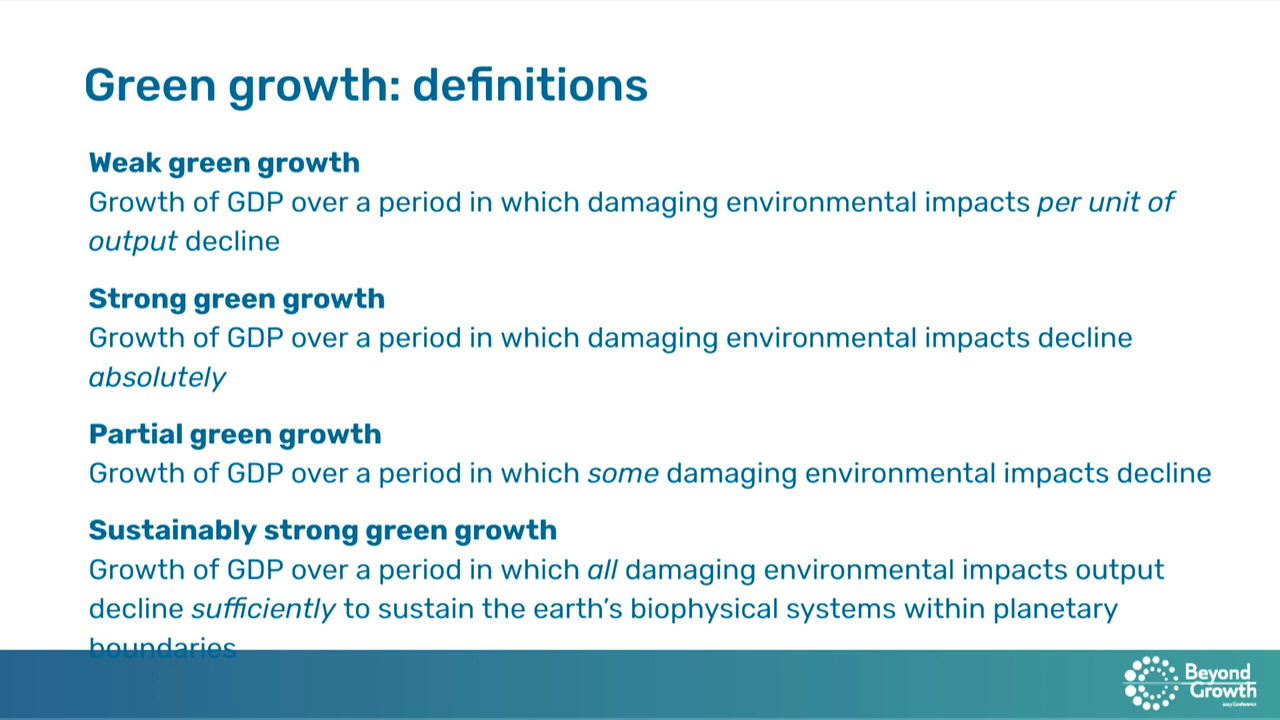 Green growth: definitions
Weak green growth
Growth of GDP over a period in which damaging environmental impacts per unit of
output decline
Strong green growth
Growth of GDP over a period in which damaging environmental impacts decline
absolutely
Partial green growth
Growth of GDP over a period in which some damaging environmental impacts decline
Sustainably strong green growth
Growth of GDP over a period in which all damaging environmental impacts output
decline sufficiently to sustain the earth’s biophysical systems within planetary
boundaries
Beyond
Growth
2023 Conference